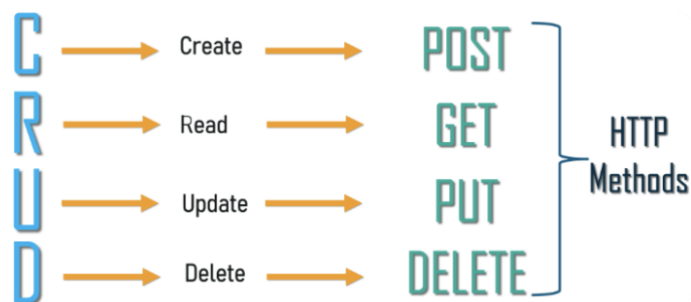 C Create POST
R Read GET
U Update PUT
D Delete DELETE
HTTP
Methods